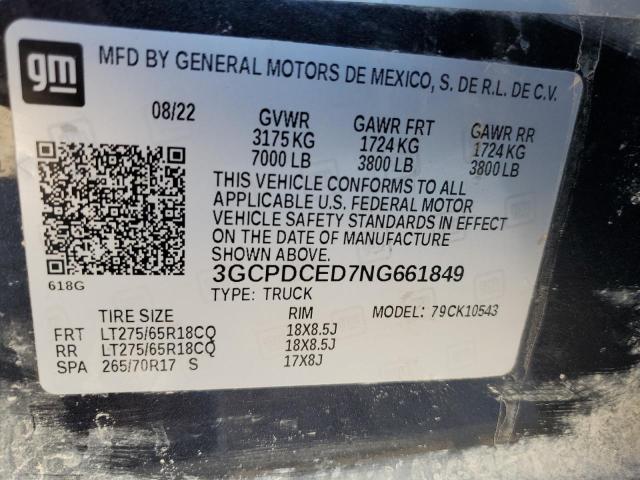 gm
MFD BY GENERAL MOTORS DE MEXICO, S. DE R.L. DE C.V.
08/22 GVWR GAWR FRT GAWR RR
3175 KG 1724 KG 1724 KG
7000 LB 3800 LB 3800 LB
THIS VEHICLE CONFORMS TO ALL
APPLICABLE U.S. FEDERAL MOTOR
VEHICLE SAFETY STANDARDS IN EFFECT
ON THE DATE OF MANUFACTURE
SHOWN ABOVE.
618G 3GCPDCED7NG661849
TYPE: TRUCK
TIRE SIZE RIM MODEL: 79CK10543
FRT LT275/65R18CQ 18X8.5J
RR LT275/65R18CQ 18X8.5J
SPA 265/70R17 S 17X8J